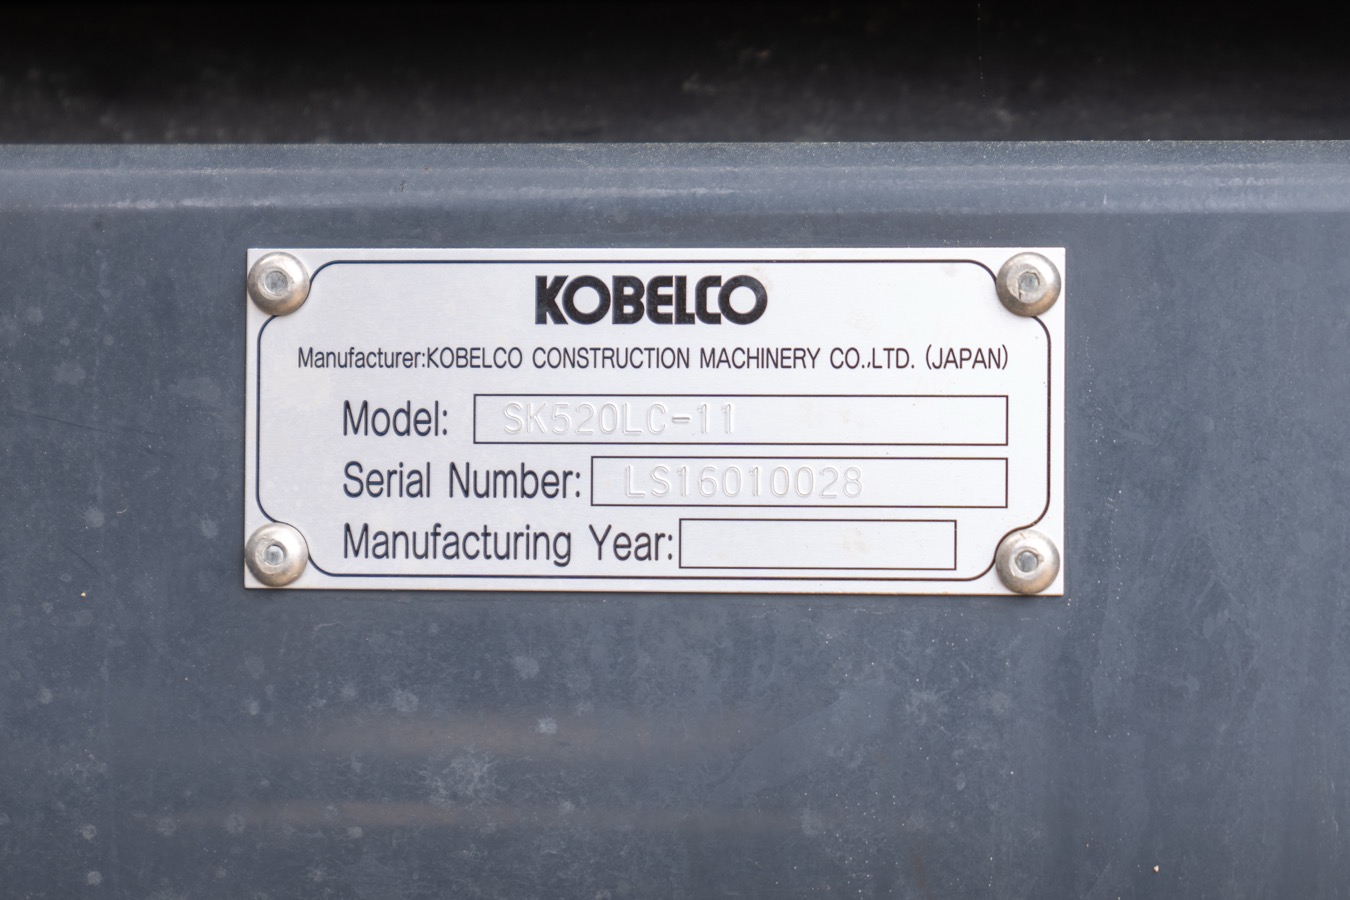 KOBELCO
Manufacturer:KOBELCO CONSTRUCTION MACHINERY CO.,LTD. (JAPAN)
Model: SK520LC-11
Serial Number: LS16010028
Manufacturing Year: